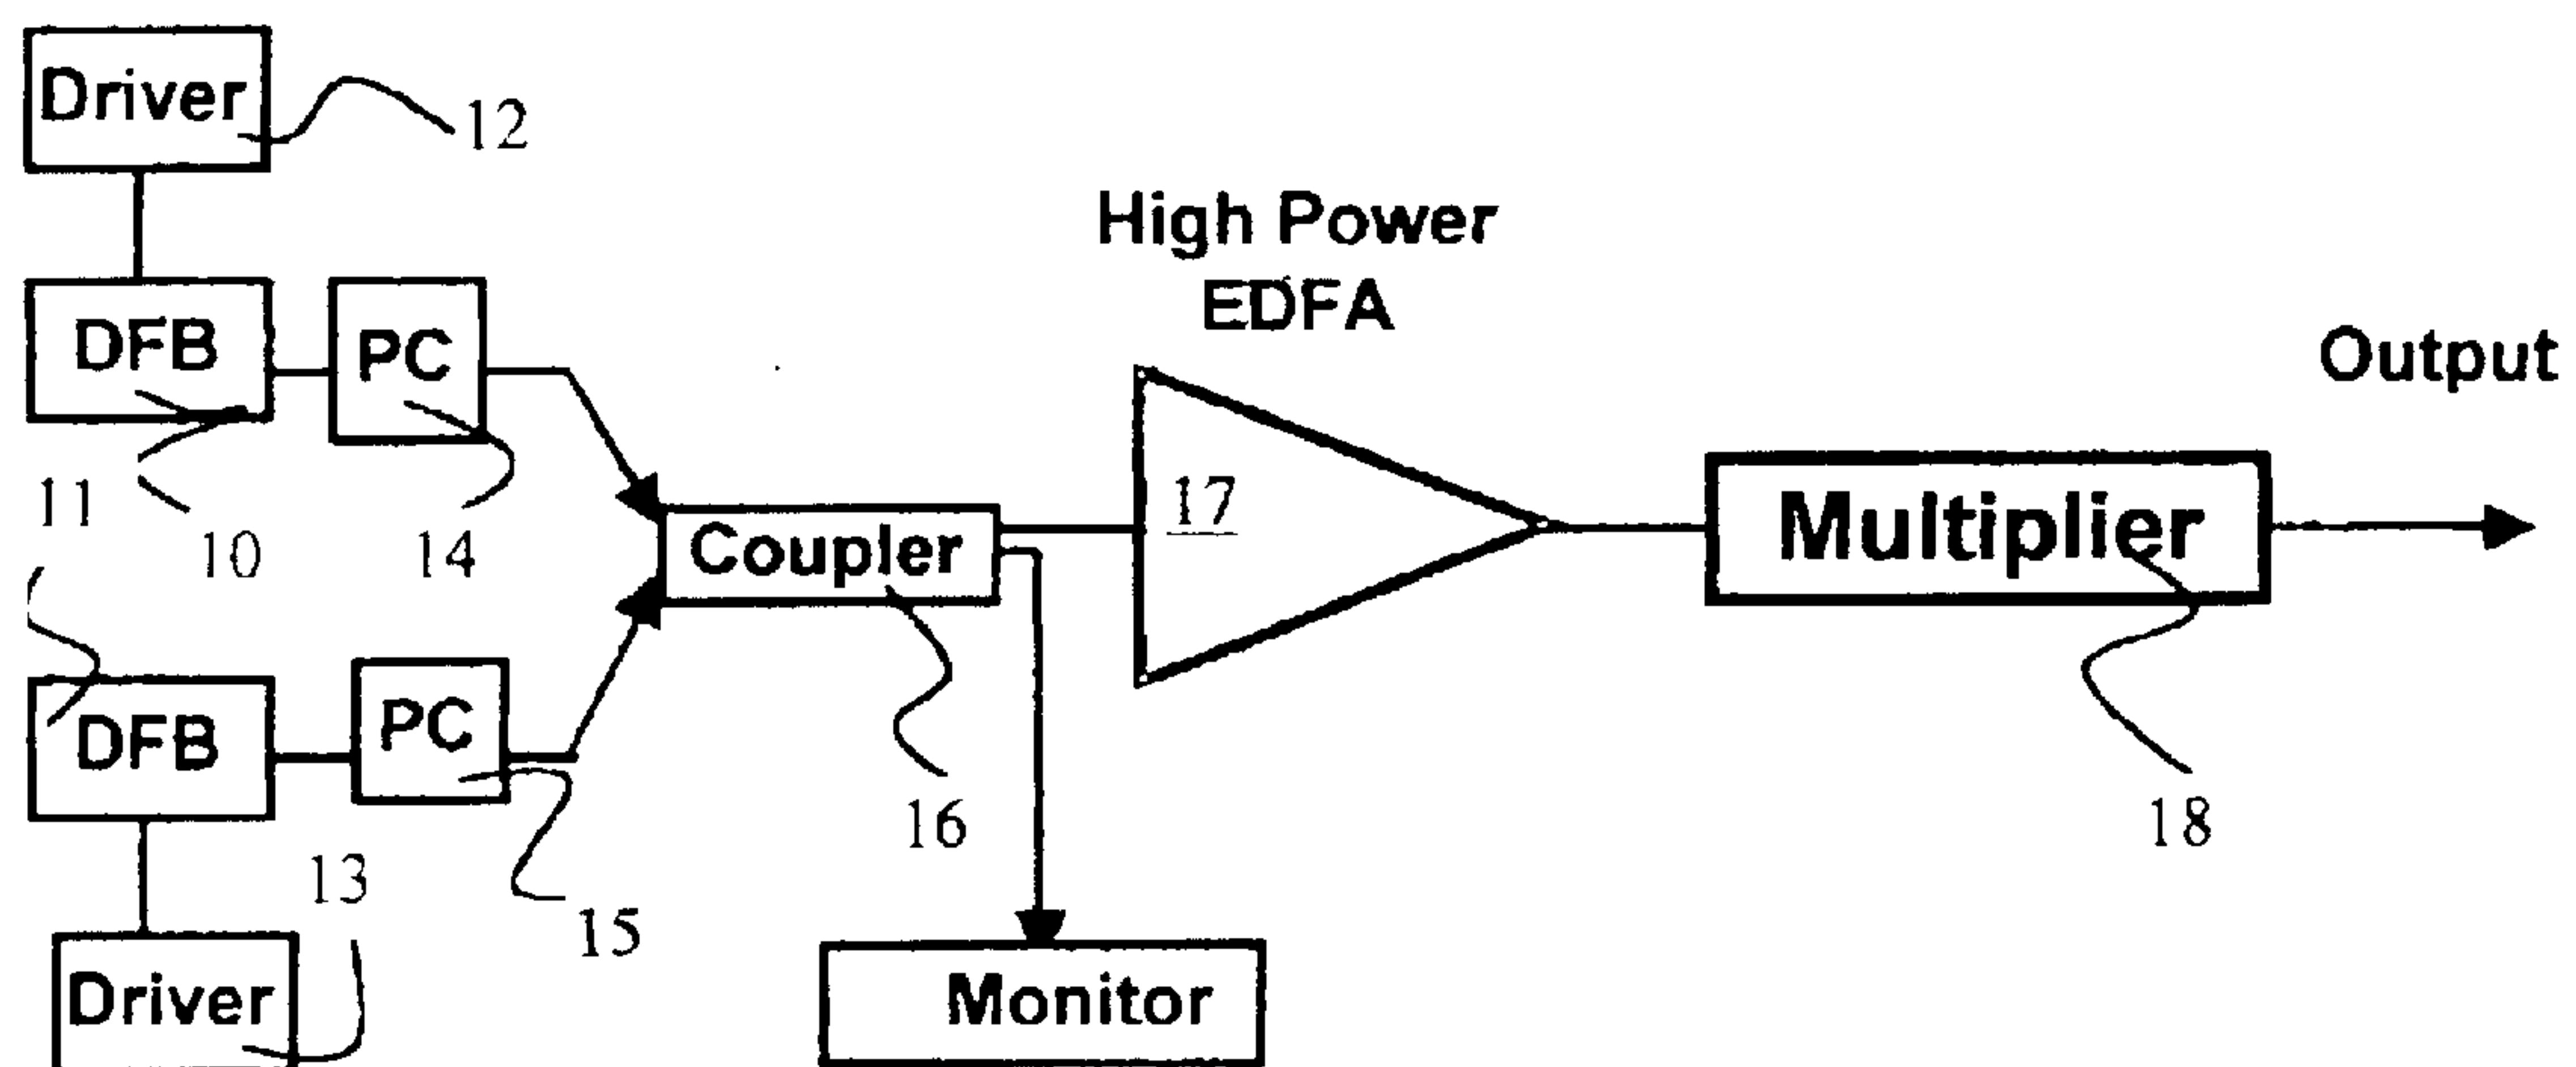 Driver
12
High Power
EDFA
DFB
PC
Output
11
10
14
17
Coupler
Multiplier
DFB
PC
16
18
13
15
Driver
Monitor